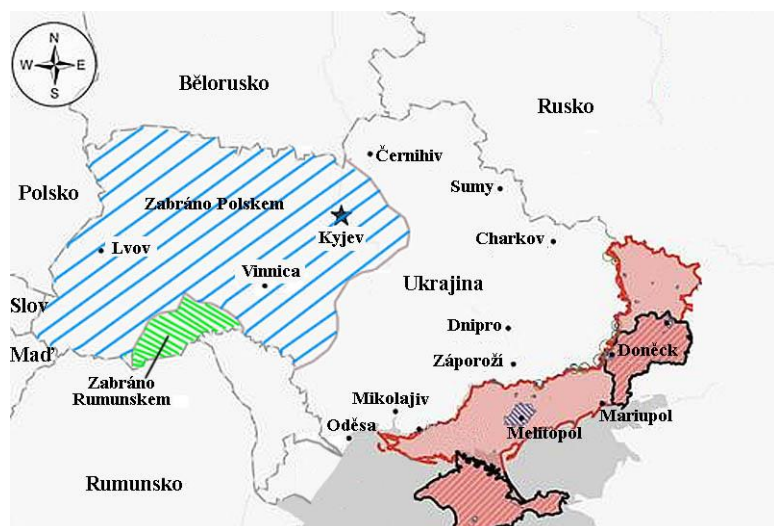 N
W E
S
Bělorusko
Rusko
Černihiv
Polsko
Sumy
Zabráno Polskem
Kyjev
Charkov
Lvov
Vinnica
Ukrajina
Slov
Dnipro
Maď
Doněck
Záporoží
Zabráno
Rumunskem
Mikolajiv
Mariupol
Oděsa
Melitopol
Rumunsko